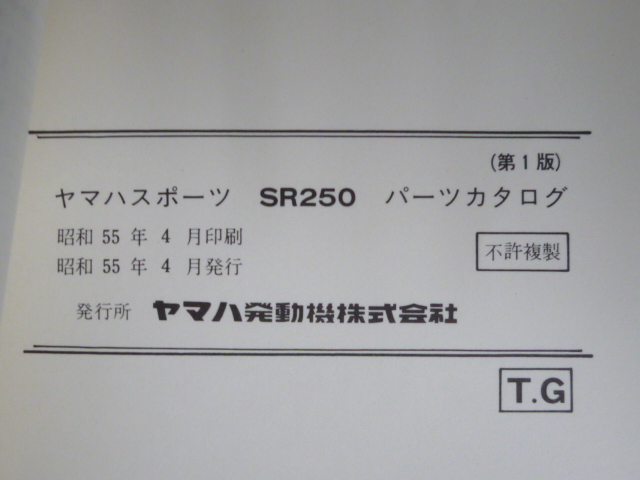 (第1版)
ヤマハスポーツ SR250 パーツカタログ
昭和 55 年 4 月印刷
昭和 55 年 4 月発行
不許複製
発行所 ヤマハ発動機株式会社
T.G